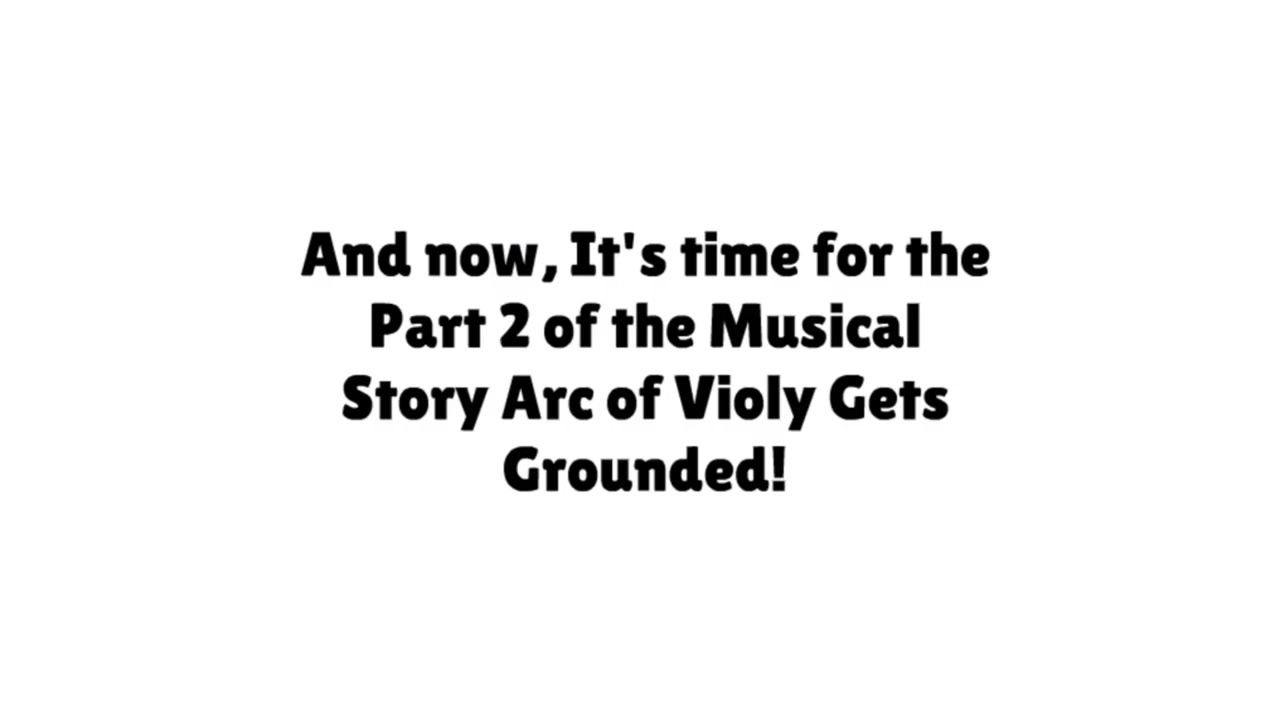 And now, It's time for the
Part 2 of the Musical
Story Arc of Violy Gets
Grounded!